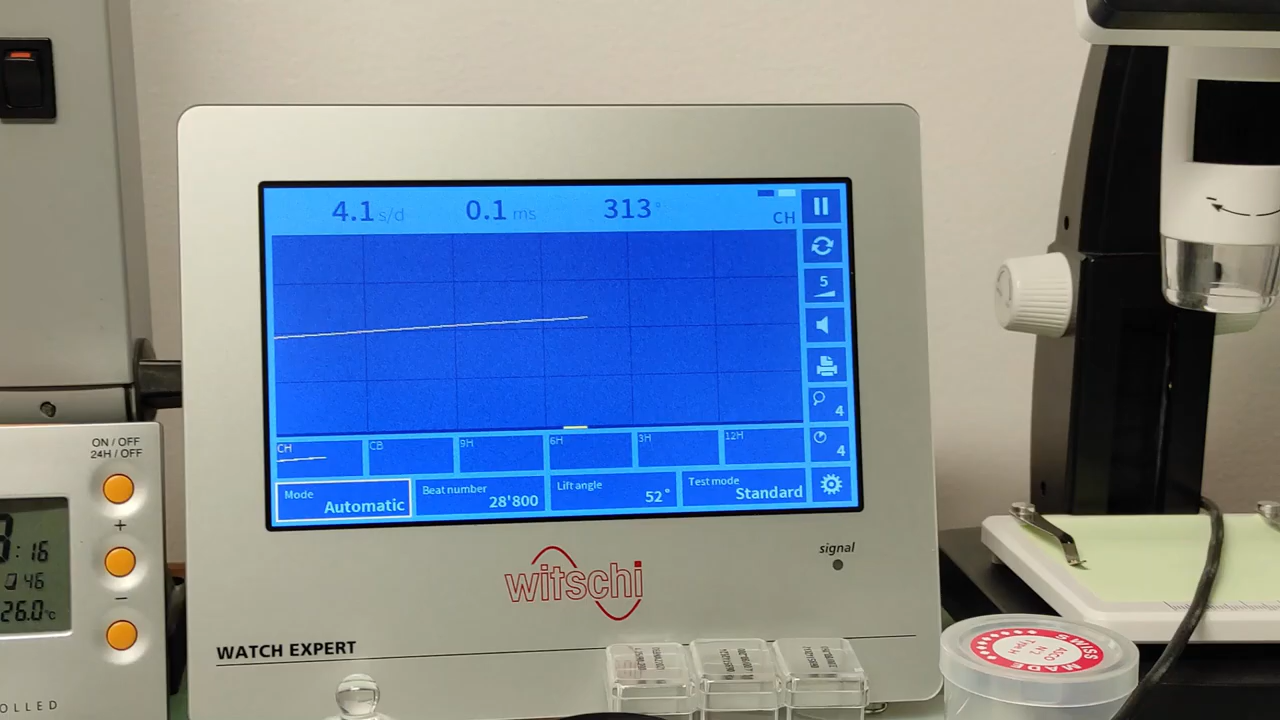 4.1 s/d 0.1 ms 313°
CH
5
4
4
CH CB 9H 6H 3H 12H
Mode
Automatic
Beat number
28'800
Lift angle
52°
Test mode
Standard
signal
witschi
WATCH EXPERT
ON / OFF
24H / OFF
+
−
:16
46
26.0°C
OLLED
SWISS MADE
ASCO